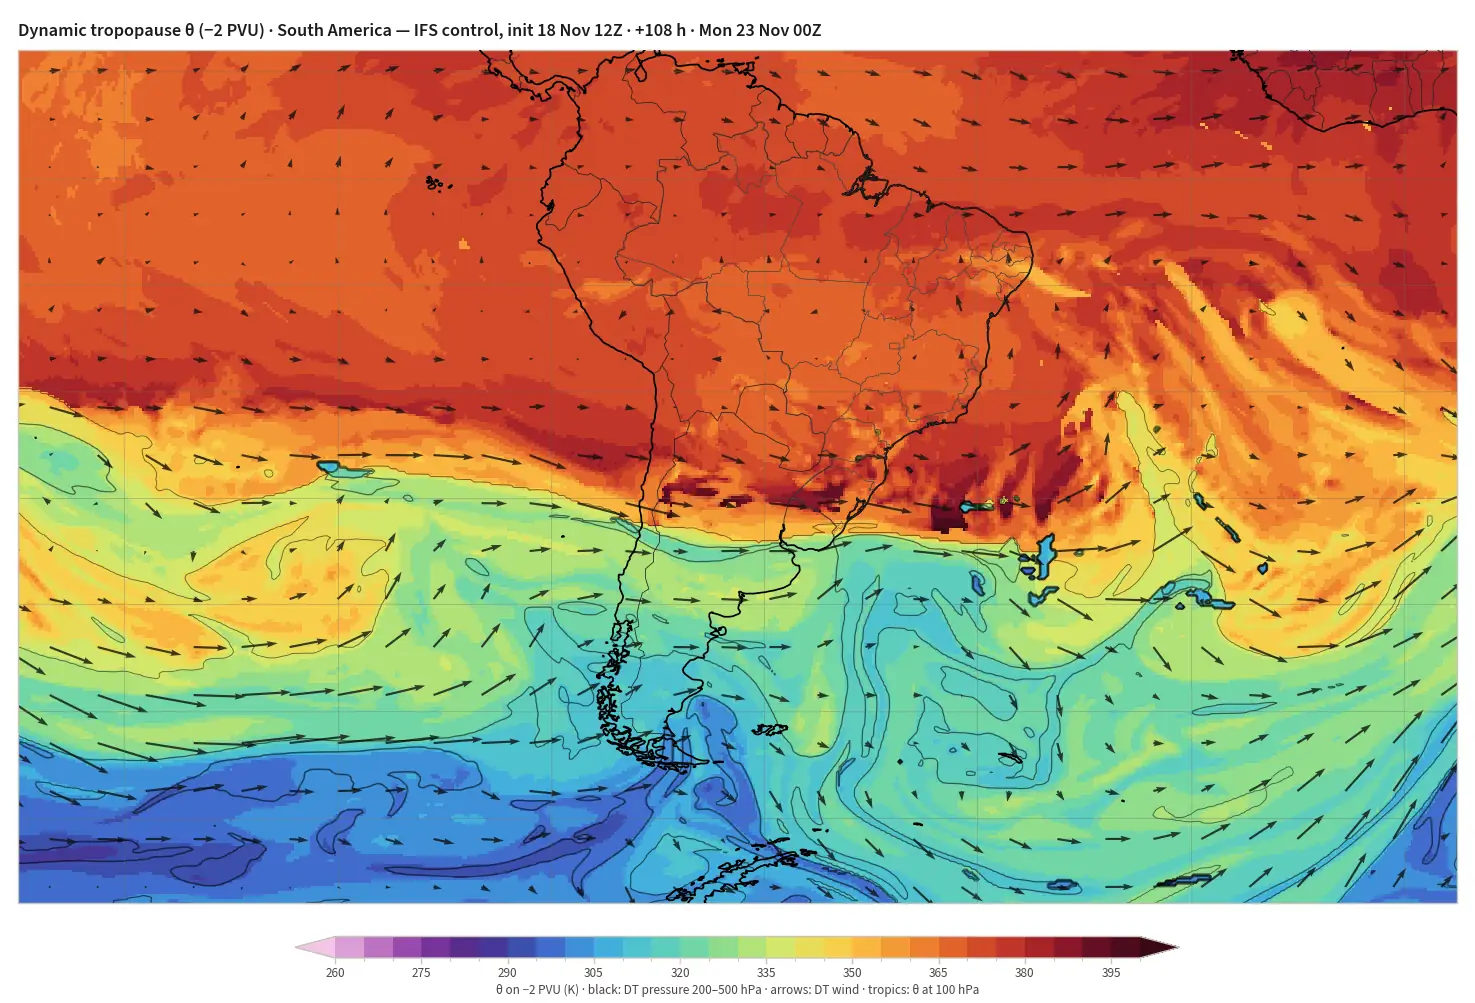 Dynamic tropopause θ (−2 PVU) · South America — IFS control, init 18 Nov 12Z · +108 h · Mon 23 Nov 00Z
260 275 290 305 320 335 350 365 380 395
θ on −2 PVU (K) · black: DT pressure 200–500 hPa · arrows: DT wind · tropics: θ at 100 hPa